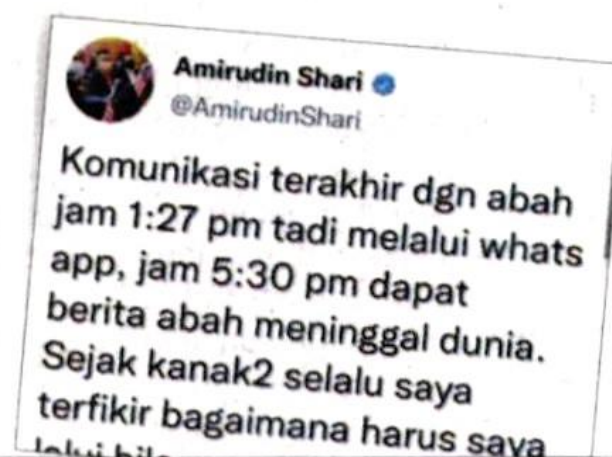 Amirudin Shari
@AmirudinShari
Komunikasi terakhir dgn abah
jam 1:27 pm tadi melalui whats
app, jam 5:30 pm dapat
berita abah meninggal dunia.
Sejak kanak2 selalu saya
terfikir bagaimana harus saya